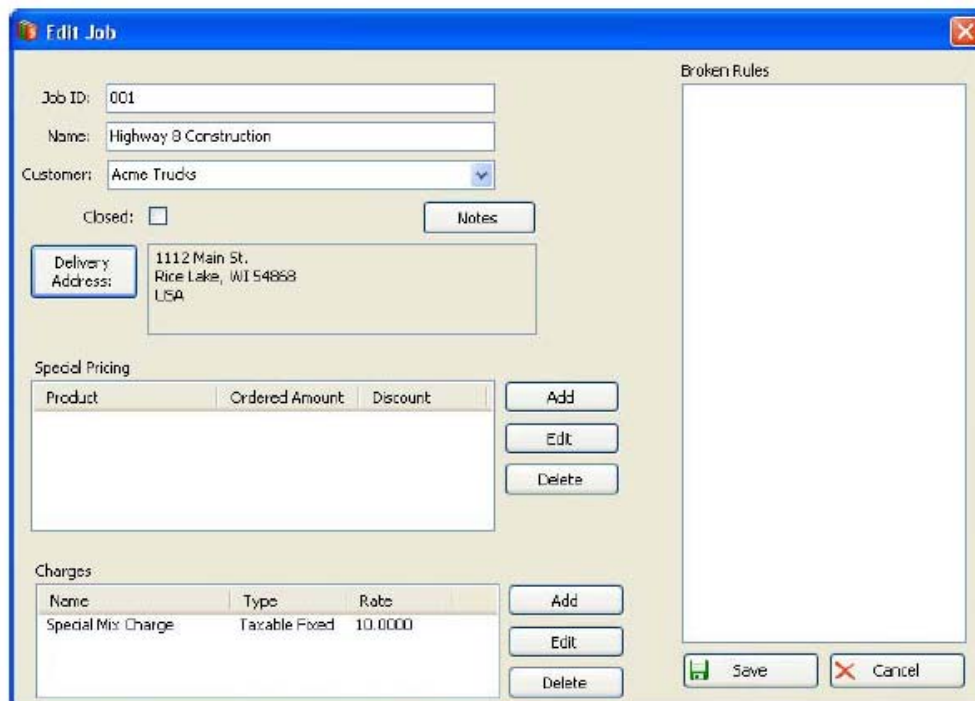 Edit Job
Job ID: 001
Name: Highway 8 Construction
Customer: Acme Trucks
Closed:
Notes
Delivery Address:
1112 Main St.
Rice Lake, WI 54868
USA
Special Pricing
Product Ordered Amount Discount
Add
Edit
Delete
Charges
Name Type Rate
Special Mix Charge Taxable Fixed 10.0000
Add
Edit
Delete
Broken Rules
Save
Cancel